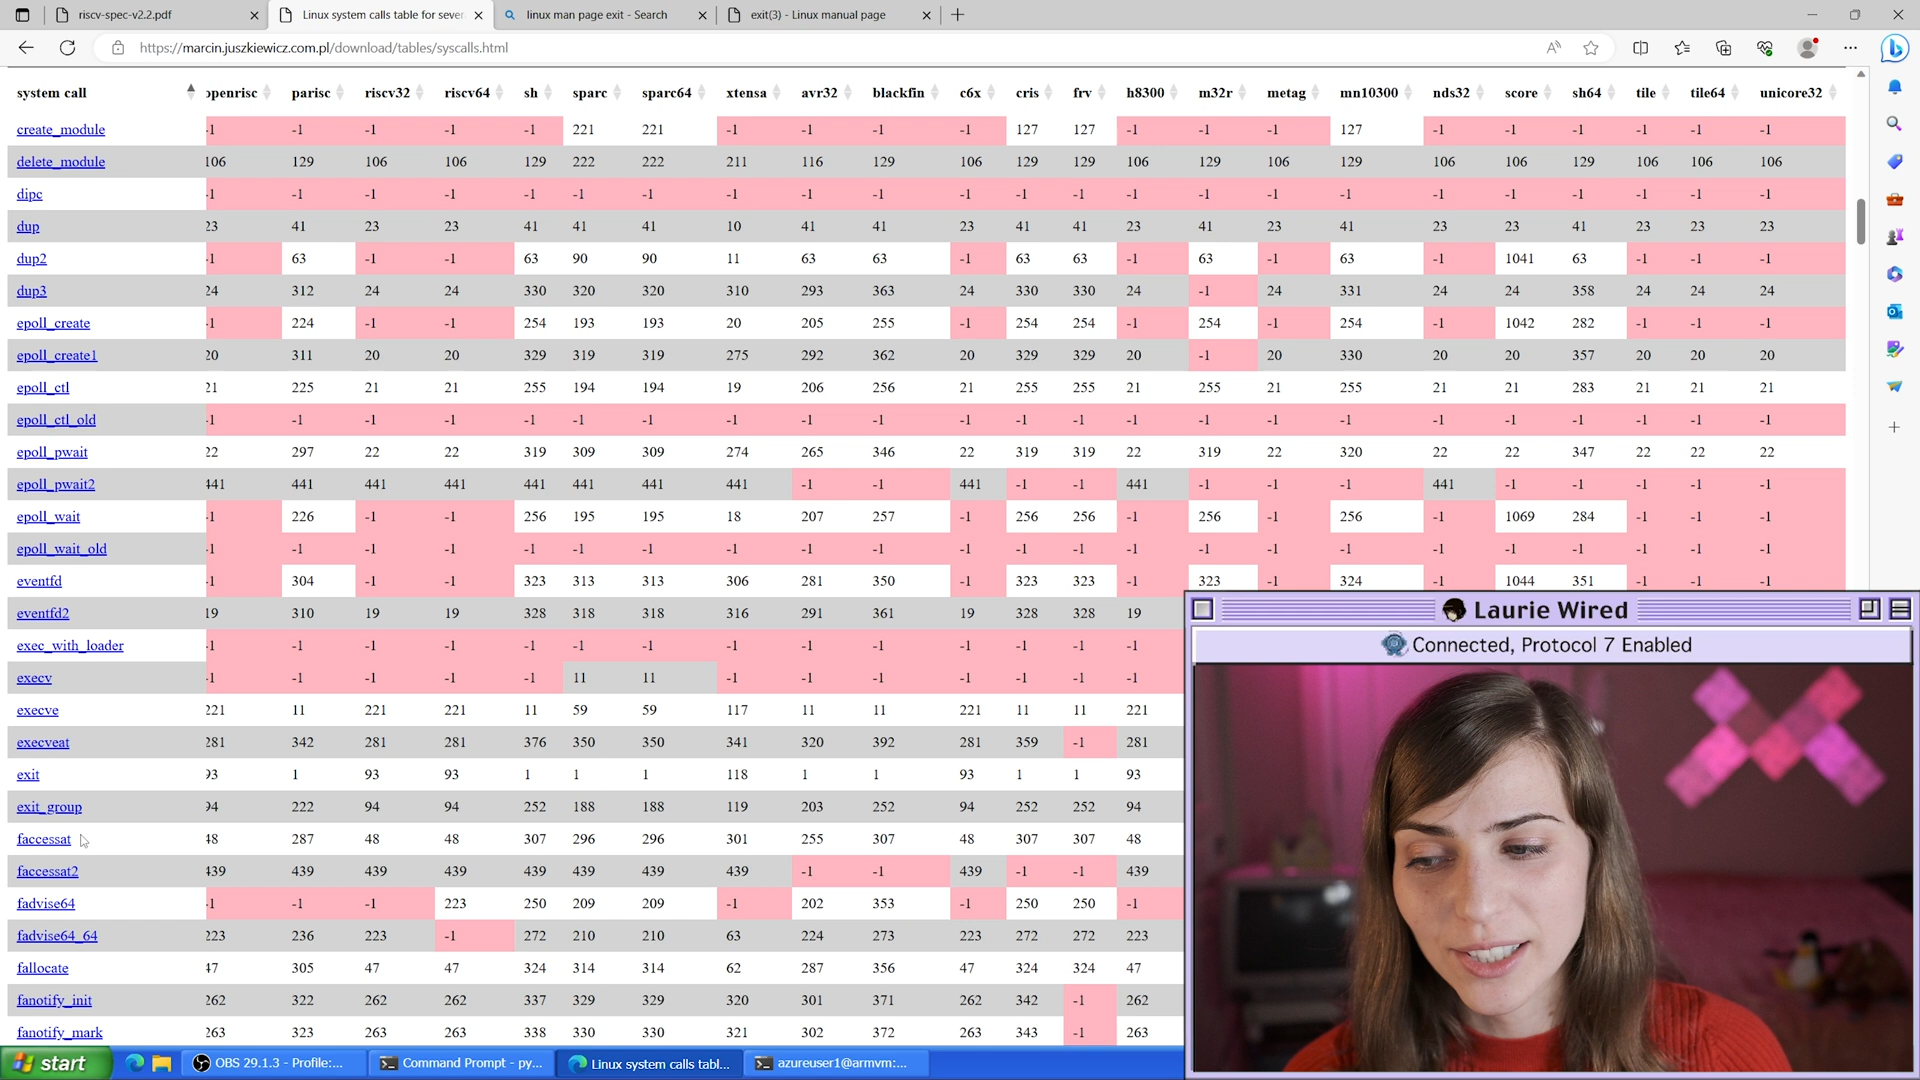 riscv-spec-v2.2.pdf
Linux system calls table for sever
linux man page exit - Search
exit(3) - Linux manual page
https://marcin.juszkiewicz.com.pl/download/tables/syscalls.html
system call openrisc parisc riscv32 riscv64 sh sparc sparc64 xtensa avr32 blackfin c6x cris frv h8300 m32r metag mn10300 nds32 score sh64 tile tile64 unicore32
create_module -1 -1 -1 -1 -1 221 221 -1 -1 -1 -1 127 127 -1 -1 -1 127 -1 -1 -1 -1 -1 -1
delete_module 106 129 106 106 129 222 222 211 116 129 106 129 129 106 129 106 129 106 106 129 106 106 106
dipc -1 -1 -1 -1 -1 -1 -1 -1 -1 -1 -1 -1 -1 -1 -1 -1 -1 -1 -1 -1 -1 -1 -1
dup 23 41 23 23 41 41 41 10 41 41 23 41 41 23 41 23 41 23 23 41 23 23 23
dup2 -1 63 -1 -1 63 90 90 11 63 63 -1 63 63 -1 63 -1 63 -1 1041 63 -1 -1 -1
dup3 24 312 24 24 330 320 320 310 293 363 24 330 330 24 -1 24 331 24 24 358 24 24 24
epoll_create -1 224 -1 -1 254 193 193 20 205 255 -1 254 254 -1 254 -1 254 -1 1042 282 -1 -1 -1
epoll_create1 20 311 20 20 329 319 319 275 292 362 20 329 329 20 -1 20 330 20 20 357 20 20 20
epoll_ctl 21 225 21 21 255 194 194 19 206 256 21 255 255 21 255 21 255 21 21 283 21 21 21
epoll_ctl_old -1 -1 -1 -1 -1 -1 -1 -1 -1 -1 -1 -1 -1 -1 -1 -1 -1 -1 -1 -1 -1 -1 -1
epoll_pwait 22 297 22 22 319 309 309 274 265 346 22 319 319 22 319 22 320 22 22 347 22 22 22
epoll_pwait2 441 441 441 441 441 441 441 441 -1 -1 441 -1 -1 441 -1 -1 -1 441 -1 -1 -1 -1 -1
epoll_wait -1 226 -1 -1 256 195 195 18 207 257 -1 256 256 -1 256 -1 256 -1 1069 284 -1 -1 -1
epoll_wait_old -1 -1 -1 -1 -1 -1 -1 -1 -1 -1 -1 -1 -1 -1 -1 -1 -1 -1 -1 -1 -1 -1 -1
eventfd -1 304 -1 -1 323 313 313 306 281 350 -1 323 323 -1 323 -1 324 -1 1044 351 -1 -1 -1
eventfd2 19 310 19 19 328 318 318 316 291 361 19 328 328 19
exec_with_loader -1 -1 -1 -1 -1 -1 -1 -1 -1 -1 -1 -1 -1 -1
execv -1 -1 -1 -1 -1 11 11 -1 -1 -1 -1 -1 -1 -1
execve 221 11 221 221 11 59 59 117 11 11 221 11 11 221
execveat 281 342 281 281 376 350 350 341 320 392 281 359 -1 281
exit 93 1 93 93 1 1 1 118 1 1 93 1 1 93
exit_group 94 222 94 94 252 188 188 119 203 252 94 252 252 94
faccessat 48 287 48 48 307 296 296 301 255 307 48 307 307 48
faccessat2 439 439 439 439 439 439 439 439 -1 -1 439 -1 -1 439
fadvise64 -1 -1 -1 223 250 209 209 -1 202 353 -1 250 250 -1
fadvise64_64 223 236 223 -1 272 210 210 63 224 273 223 272 272 223
fallocate 47 305 47 47 324 314 314 62 287 356 47 324 324 47
fanotify_init 262 322 262 262 337 329 329 320 301 371 262 342 -1 262
fanotify_mark 263 323 263 263 338 330 330 321 302 372 263 343 -1 263
Laurie Wired
Connected, Protocol 7 Enabled
start
OBS 29.1.3 - Profile:...
Command Prompt - py...
Linux system calls tabl...
azureuser1@armvm:...